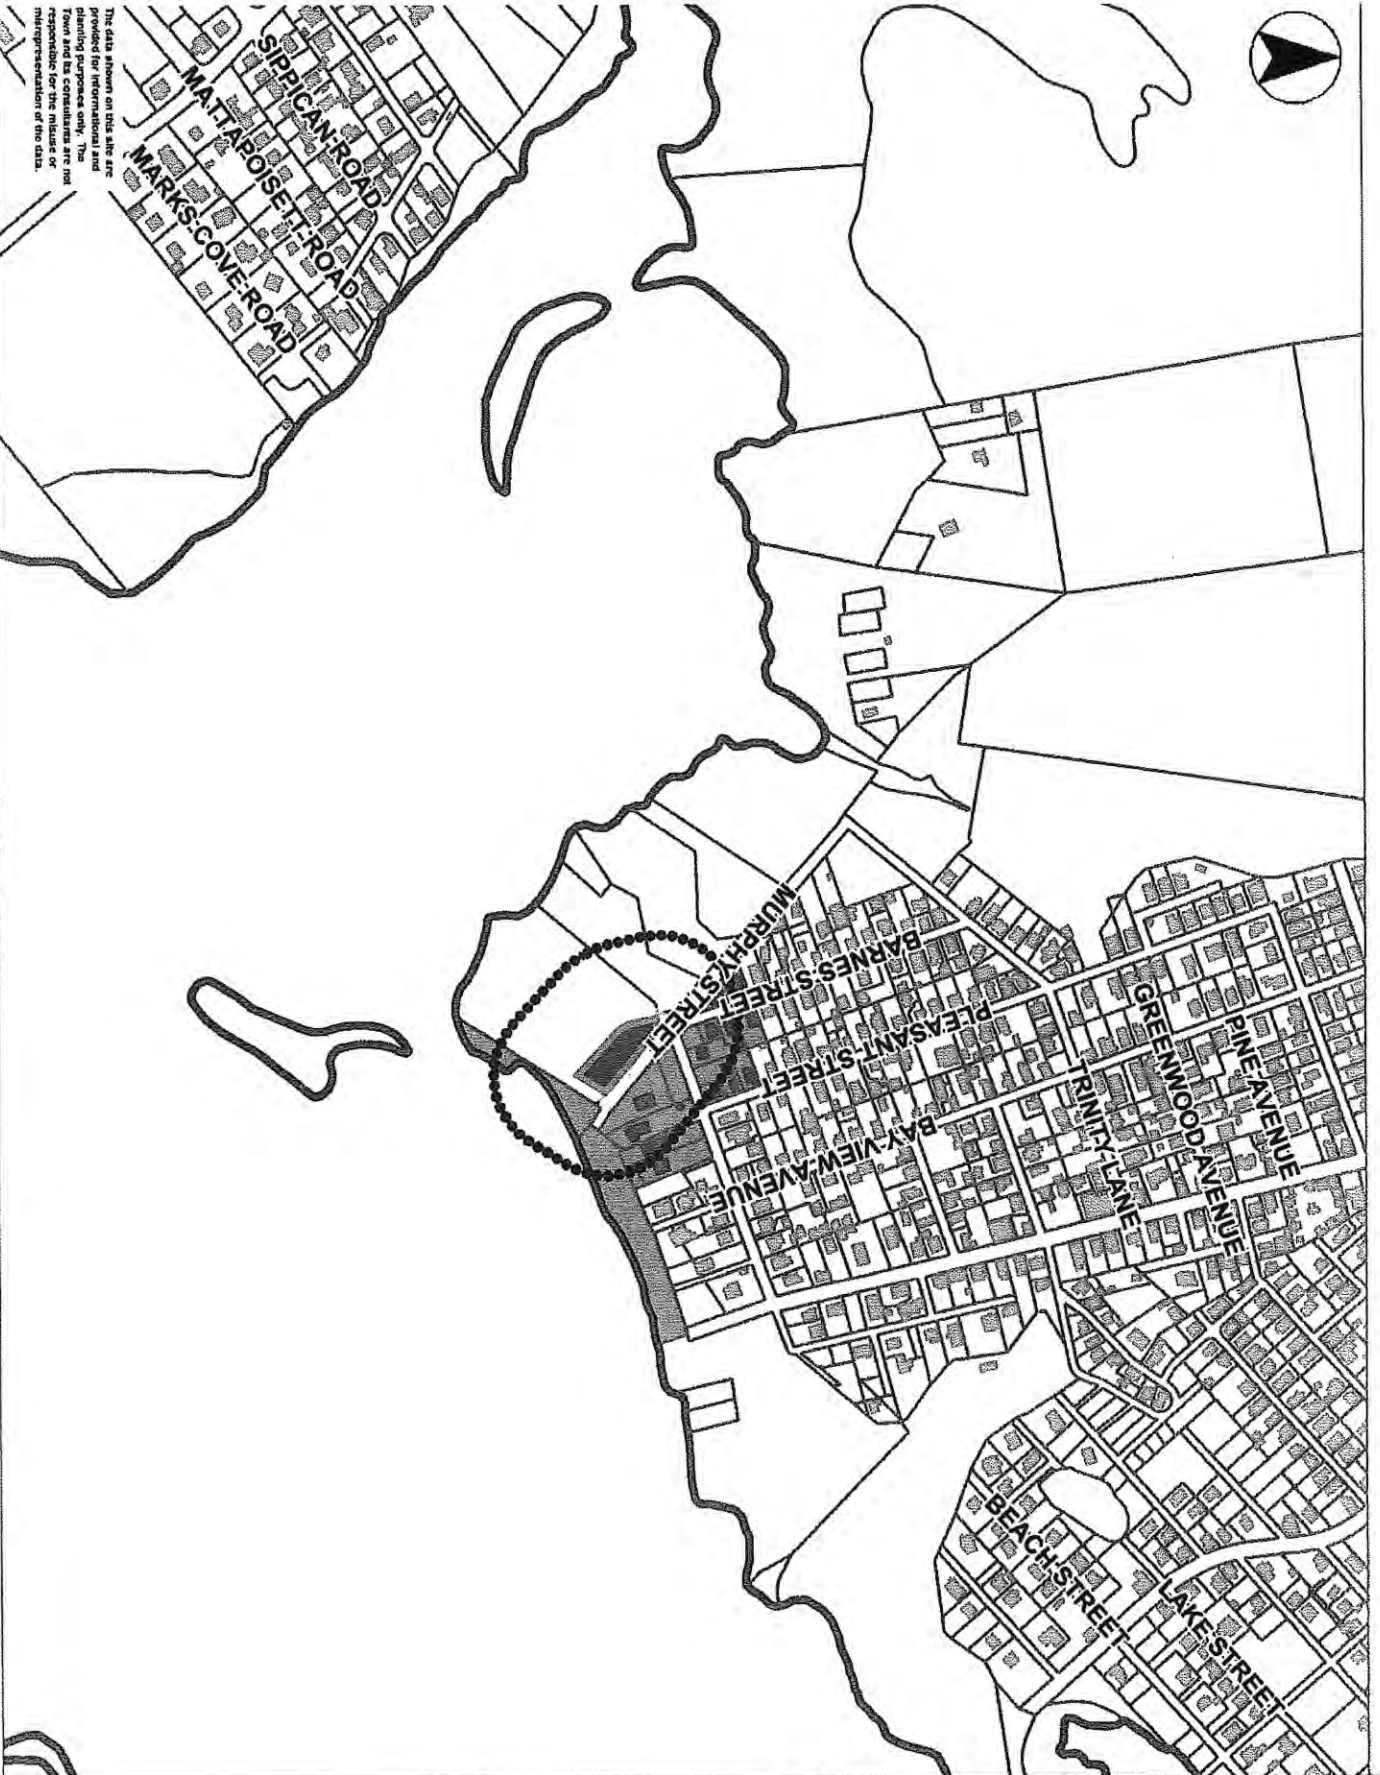 The data shown on this site are
provided for informational and
planning purposes only. The
Town and its consultants are not
responsible for the misuse or
misrepresentation of the data.
SIPPICAN ROAD
MATTAPOISETT ROAD
MARKS COVE ROAD
MURPHY STREET
BARNES STREET
PLEASANT STREET
BAY VIEW AVENUE
TRINITY LANE
GREENWOOD AVENUE
PINE AVENUE
BEACH STREET
LAKE STREET